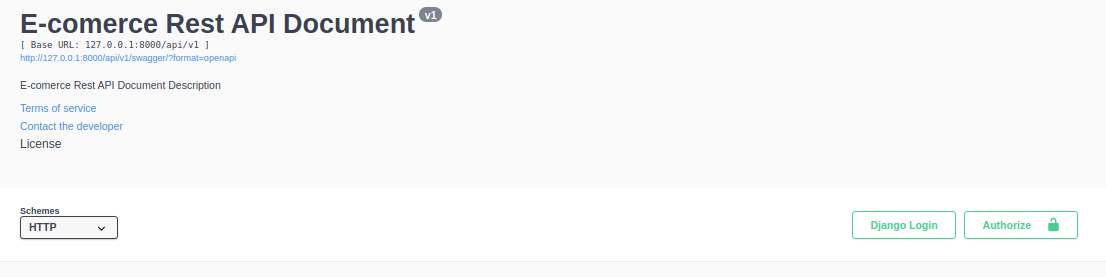 E-comerce Rest API Document v1
[ Base URL: 127.0.0.1:8000/api/v1 ]
http://127.0.0.1:8000/api/v1/swagger/?format=openapi
E-comerce Rest API Document Description
Terms of service
Contact the developer
License
Schemes
HTTP
Django Login
Authorize